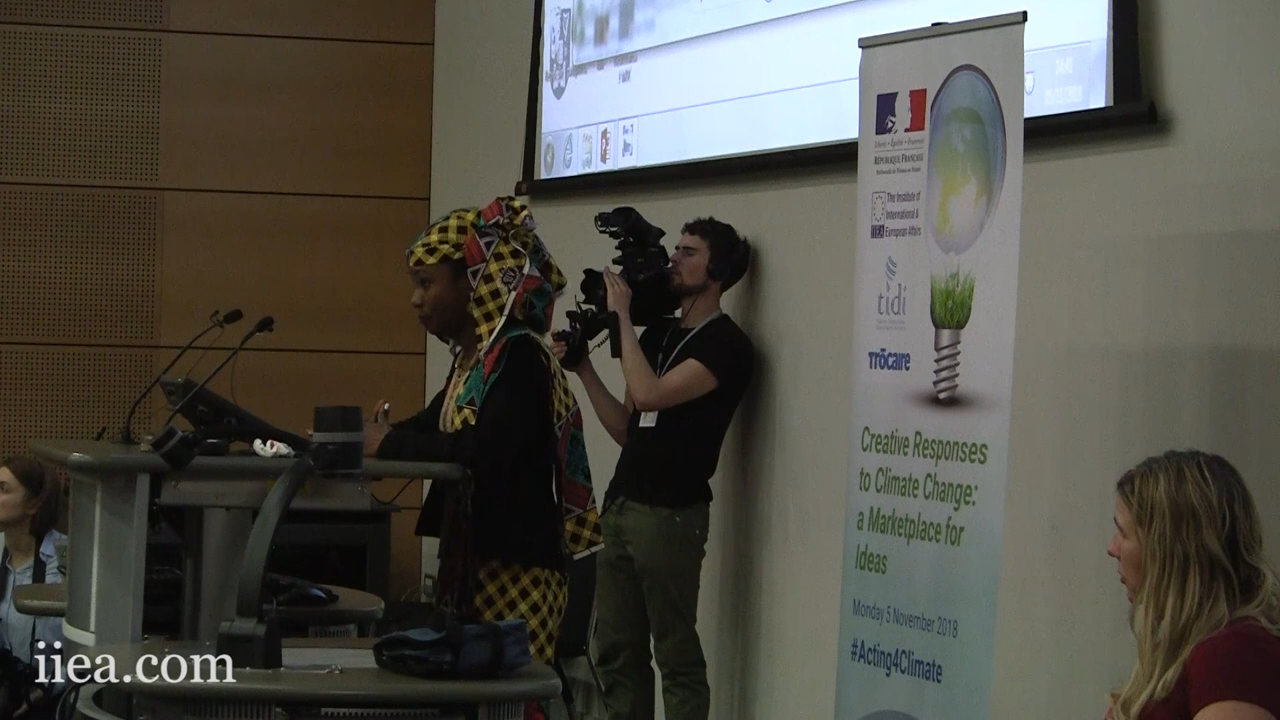 RÉPUBLIQUE FRANÇAISE
The Institute of
International &
European Affairs
IIEA
tidi
TRÓCAIRE
Creative Responses
to Climate Change:
a Marketplace for
Ideas
Monday 5 November 2018
#Acting4Climate
iiea.com